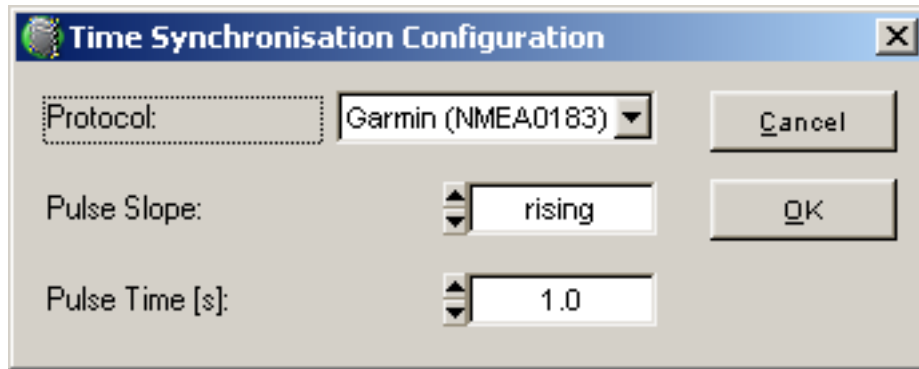 Time Synchronisation Configuration
Protocol: Garmin (NMEA0183) Cancel
Pulse Slope: rising OK
Pulse Time [s]: 1.0